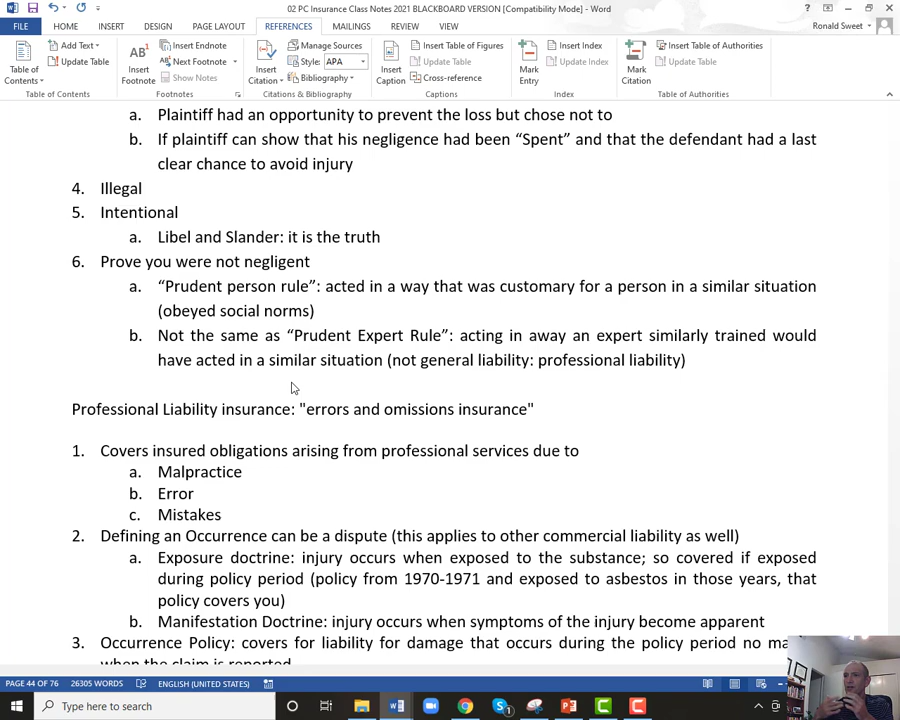 02 PC Insurance Class Notes 2021 BLACKBOARD VERSION [Compatibility Mode] - Word
FILE HOME INSERT DESIGN PAGE LAYOUT REFERENCES MAILINGS REVIEW VIEW Ronald Sweet
Table of Contents
Add Text
Update Table
Table of Contents
AB1
Insert Footnote
Insert Endnote
Next Footnote
Show Notes
Footnotes
Insert Citation
Manage Sources
Style: APA
Bibliography
Citations & Bibliography
Insert Caption
Insert Table of Figures
Update Table
Cross-reference
Captions
Mark Entry
Insert Index
Update Index
Index
Mark Citation
Insert Table of Authorities
Update Table
Table of Authorities
a. Plaintiff had an opportunity to prevent the loss but chose not to
b. If plaintiff can show that his negligence had been “Spent” and that the defendant had a last
clear chance to avoid injury
4. Illegal
5. Intentional
a. Libel and Slander: it is the truth
6. Prove you were not negligent
a. “Prudent person rule”: acted in a way that was customary for a person in a similar situation
(obeyed social norms)
b. Not the same as “Prudent Expert Rule”: acting in away an expert similarly trained would
have acted in a similar situation (not general liability: professional liability)
Professional Liability insurance: "errors and omissions insurance"
1. Covers insured obligations arising from professional services due to
a. Malpractice
b. Error
c. Mistakes
2. Defining an Occurrence can be a dispute (this applies to other commercial liability as well)
a. Exposure doctrine: injury occurs when exposed to the substance; so covered if exposed
during policy period (policy from 1970-1971 and exposed to asbestos in those years, that
policy covers you)
b. Manifestation Doctrine: injury occurs when symptoms of the injury become apparent
3. Occurrence Policy: covers for liability for damage that occurs during the policy period no
when the claim is reported
PAGE 44 OF 76 26305 WORDS ENGLISH (UNITED STATES)
Type here to search